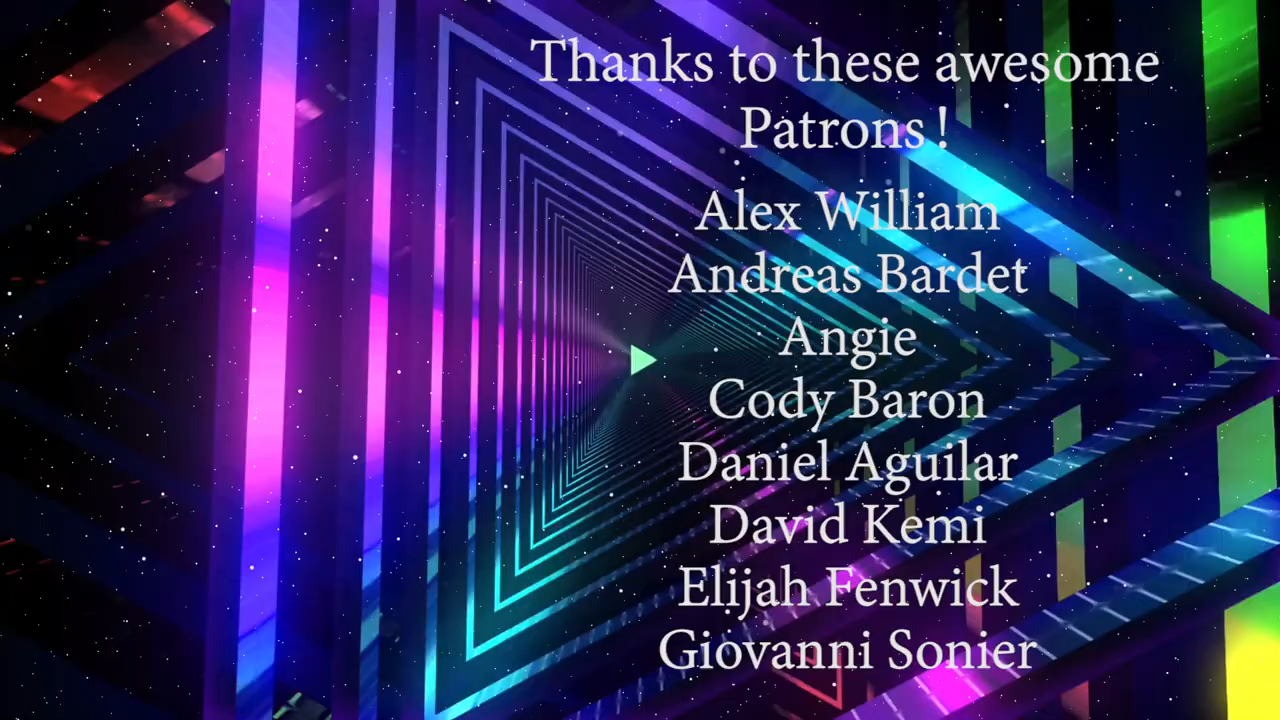 Thanks to these awesome
Patrons !
Alex William
Andreas Bardet
Angie
Cody Baron
Daniel Aguilar
David Kemi
Elijah Fenwick
Giovanni Sonier